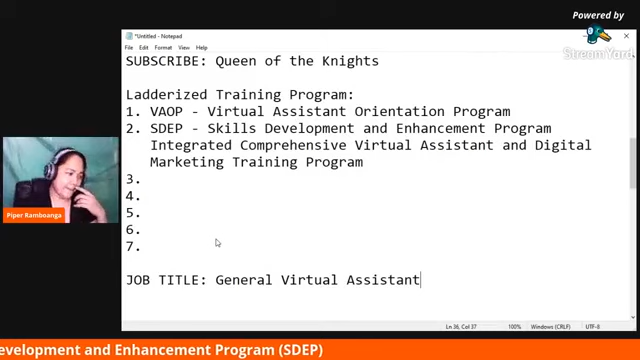 Powered by
StreamYard
*Untitled - Notepad
File Edit Format View Help
SUBSCRIBE: Queen of the Knights
Ladderized Training Program:
1. VAOP - Virtual Assistant Orientation Program
2. SDEP - Skills Development and Enhancement Program
Integrated Comprehensive Virtual Assistant and Digital
Marketing Training Program
3.
4.
5.
6.
7.
JOB TITLE: General Virtual Assistant
Piper Ramboanga
Ln 36, Col 37 100% Windows (CRLF) UTF-8
evelopment and Enhancement Program (SDEP)